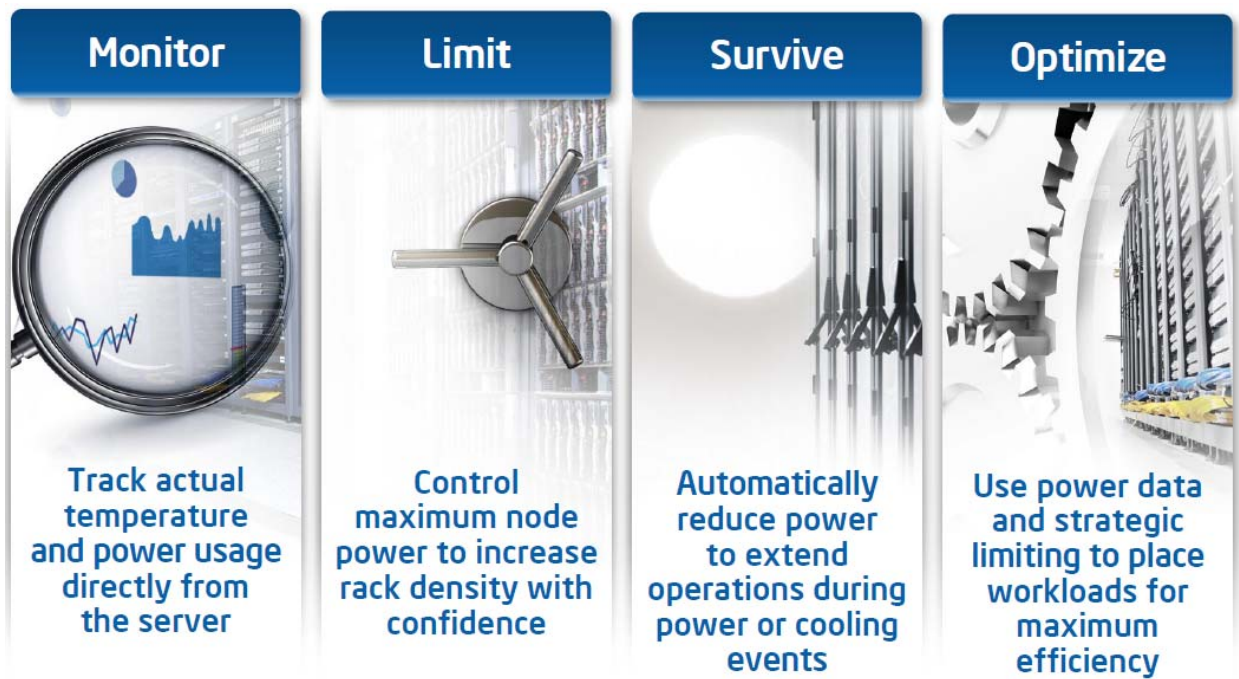 Monitor
Track actual
temperature
and power usage
directly from
the server
Limit
Control
maximum node
power to increase
rack density with
confidence
Survive
Automatically
reduce power
to extend
operations during
power or cooling
events
Optimize
Use power data
and strategic
limiting to place
workloads for
maximum
efficiency